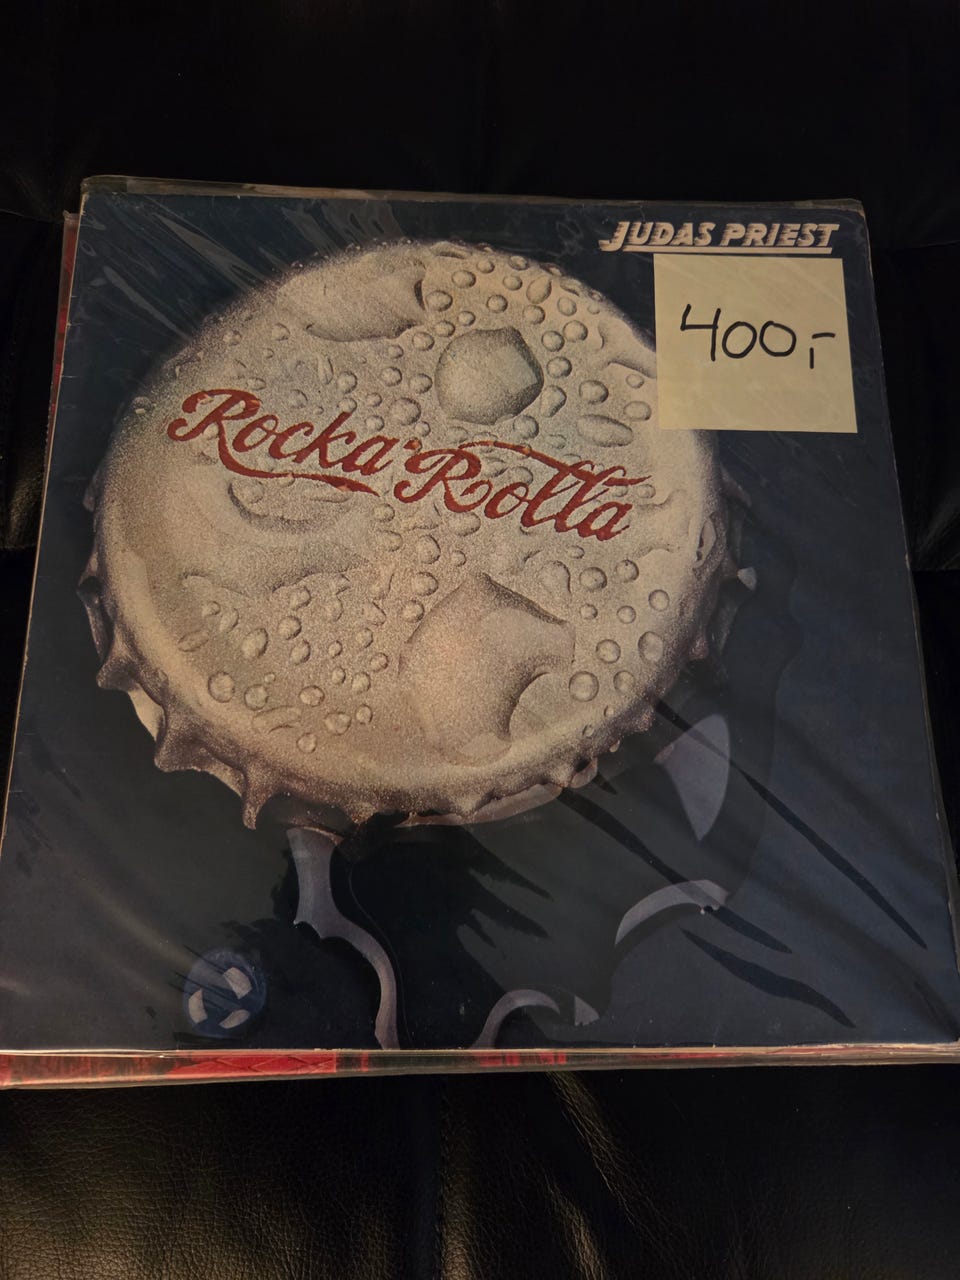 JUDAS PRIEST
400,-
Rocka Rolla